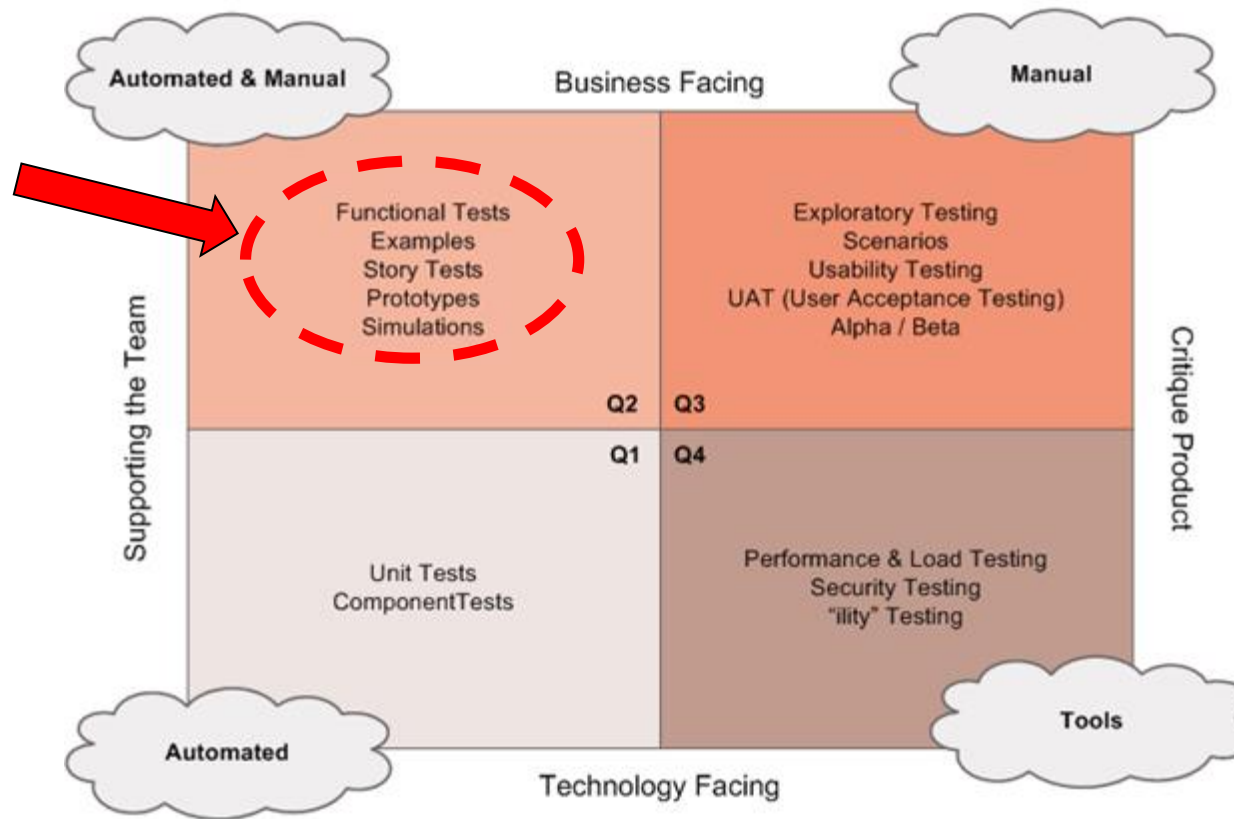 Automated & Manual
Business Facing
Manual
Functional Tests
Examples
Story Tests
Prototypes
Simulations
Exploratory Testing
Scenarios
Usability Testing
UAT (User Acceptance Testing)
Alpha / Beta
Supporting the Team
Critique Product
Q2
Q3
Q1
Q4
Unit Tests
ComponentTests
Performance & Load Testing
Security Testing
“ility” Testing
Automated
Tools
Technology Facing